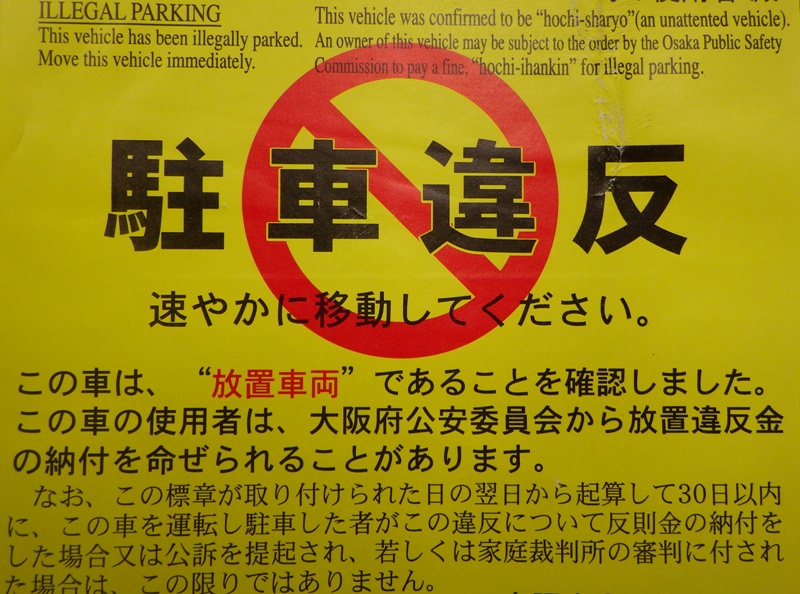 ILLEGAL PARKING
This vehicle has been illegally parked.
Move this vehicle immediately.
This vehicle was confirmed to be “hochi-sharyo”(an unattented vehicle).
An owner of this vehicle may be subject to the order by the Osaka Public Safety
Commission to pay a fine, “hochi-ihankin” for illegal parking.
駐車違反
速やかに移動してください。
この車は、“放置車両”であることを確認しました。
この車の使用者は、大阪府公安委員会から放置違反金
の納付を命ぜられることがあります。
なお、この標章が取り付けられた日の翌日から起算して30日以内
に、この車を運転し駐車した者がこの違反について反則金の納付を
した場合又は公訴を提起され、若しくは家庭裁判所の審判に付され
た場合は、この限りではありません。